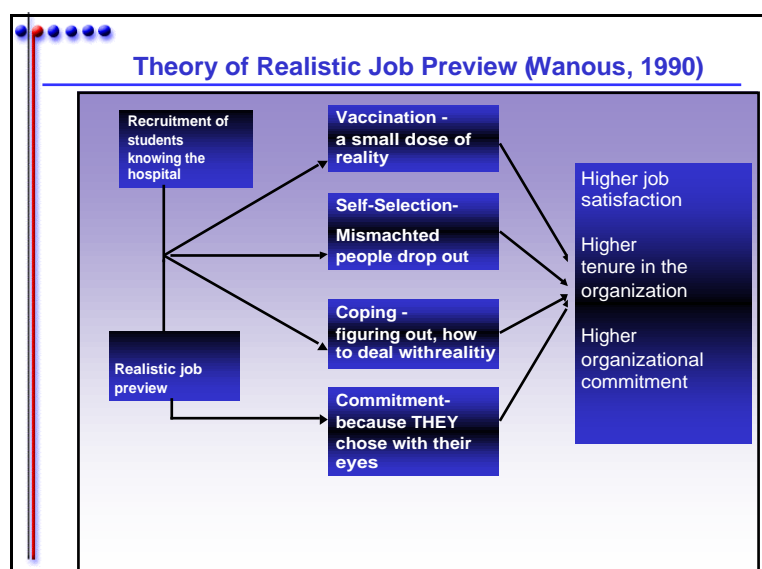 Theory of Realistic Job Preview (Wanous, 1990)
Recruitment of
students
knowing the
hospital
Realistic job
preview
Vaccination -
a small dose of
reality
Self-Selection-
Mismachted
people drop out
Coping -
figuring out, how
to deal withrealitiy
Commitment-
because THEY
chose with their
eyes
Higher job
satisfaction
Higher
tenure in the
organization
Higher
organizational
commitment